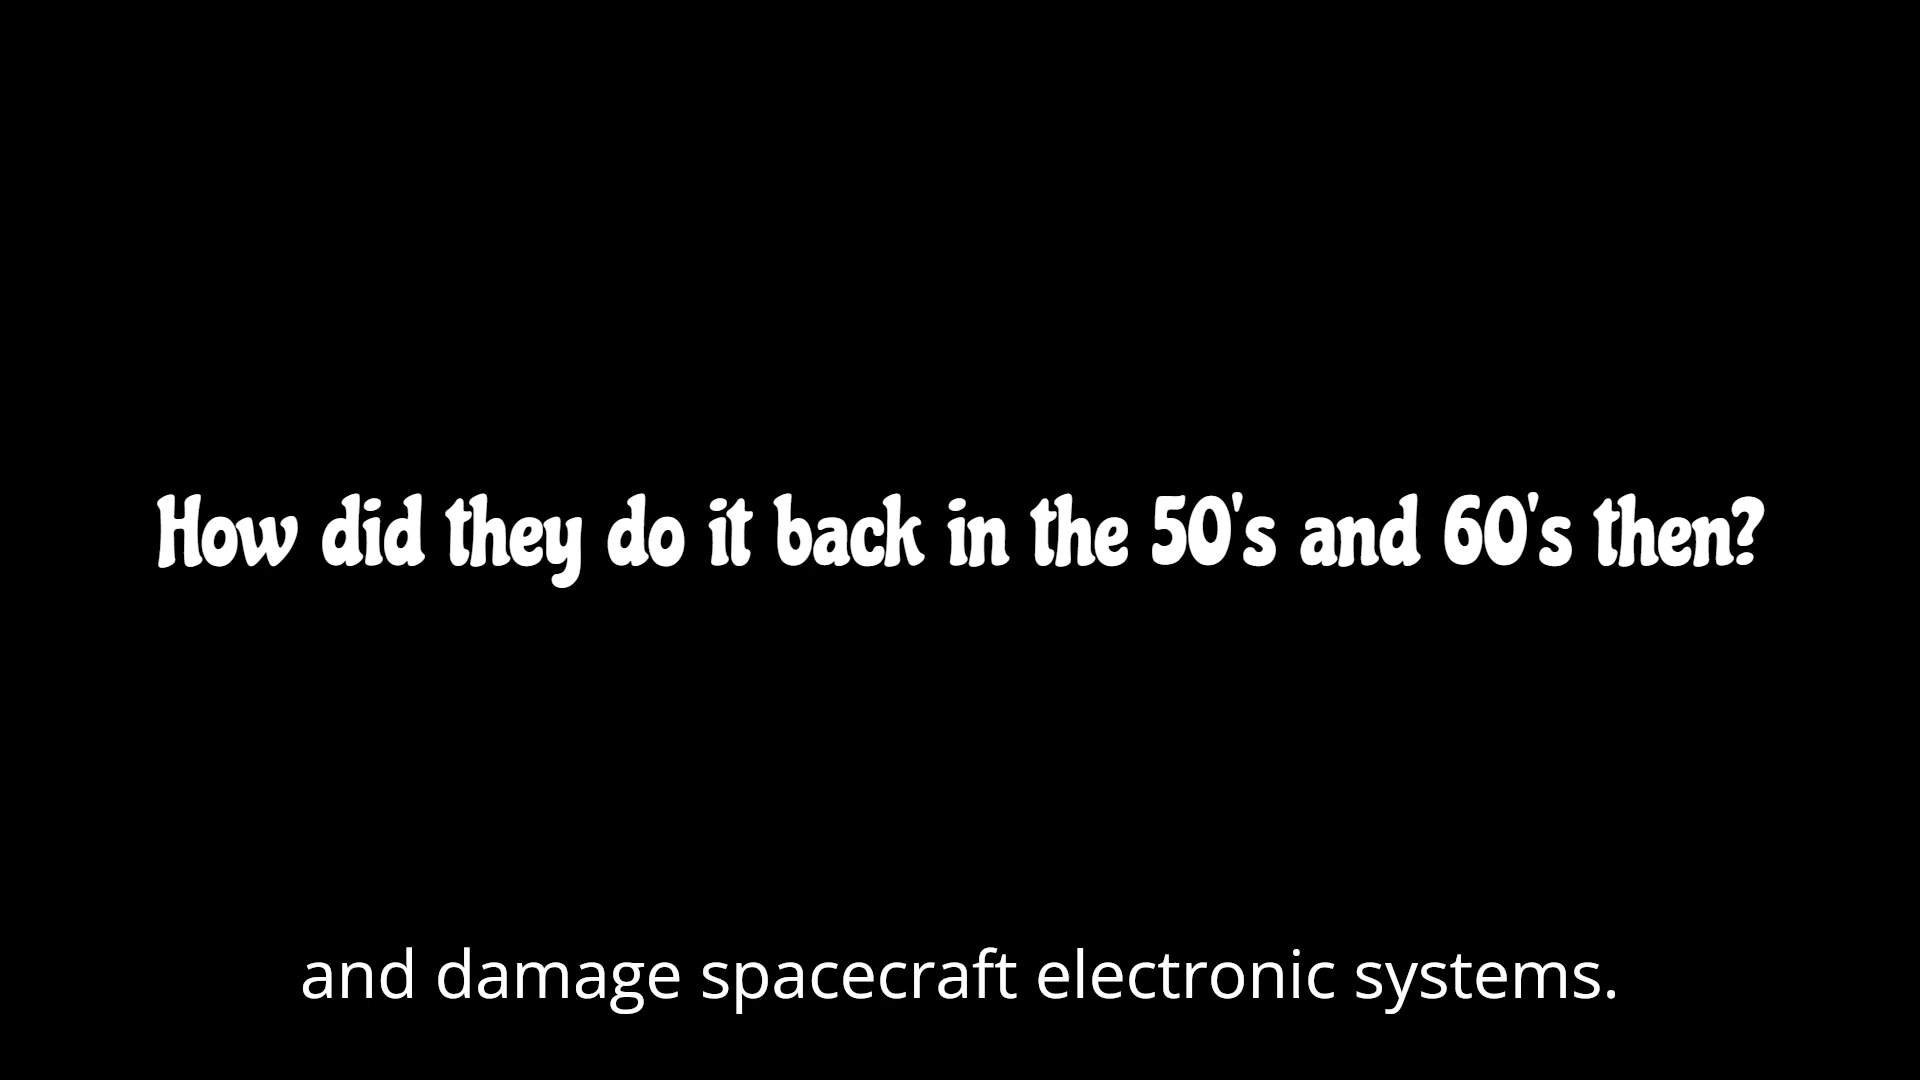 How did they do it back in the 50's and 60's then?
and damage spacecraft electronic systems.